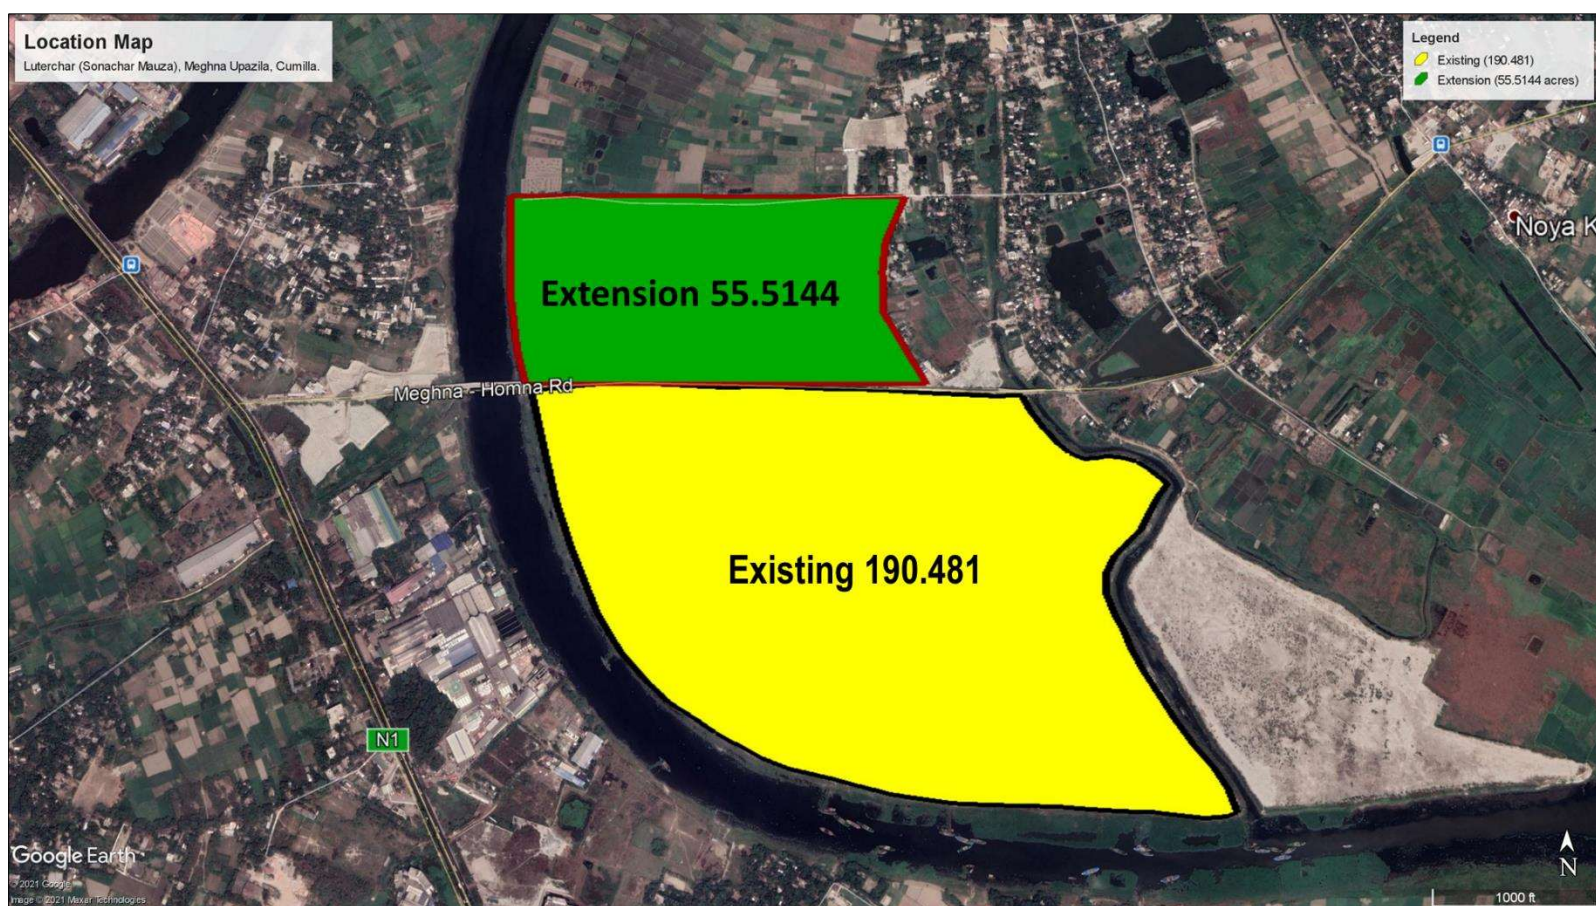 Location Map
Luterchar (Sonachar Mauza), Meghna Upazila, Cumilla.
Legend
Existing (190.481)
Extension (55.5144 acres)
Noya K
Extension 55.5144
Meghna - Homna Rd
Existing 190.481
N1
Google Earth
© 2021 Google
Image © 2021 Maxar Technologies
N
1000 ft